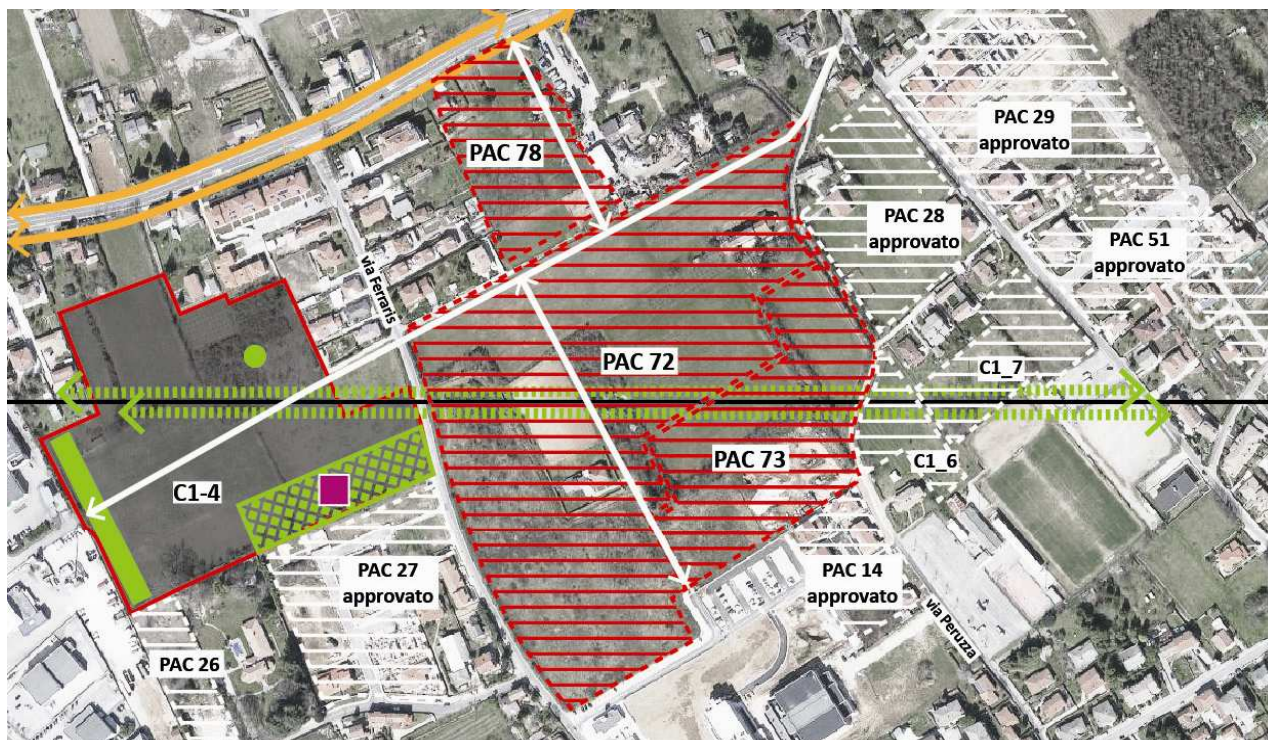 PAC 29
approvato
PAC 78
via Ferraris
PAC 28
approvato
PAC 51
approvato
PAC 72
C1_7
PAC 73
C1_6
C1-4
PAC 27
approvato
PAC 14
approvato
via Peruzza
PAC 26